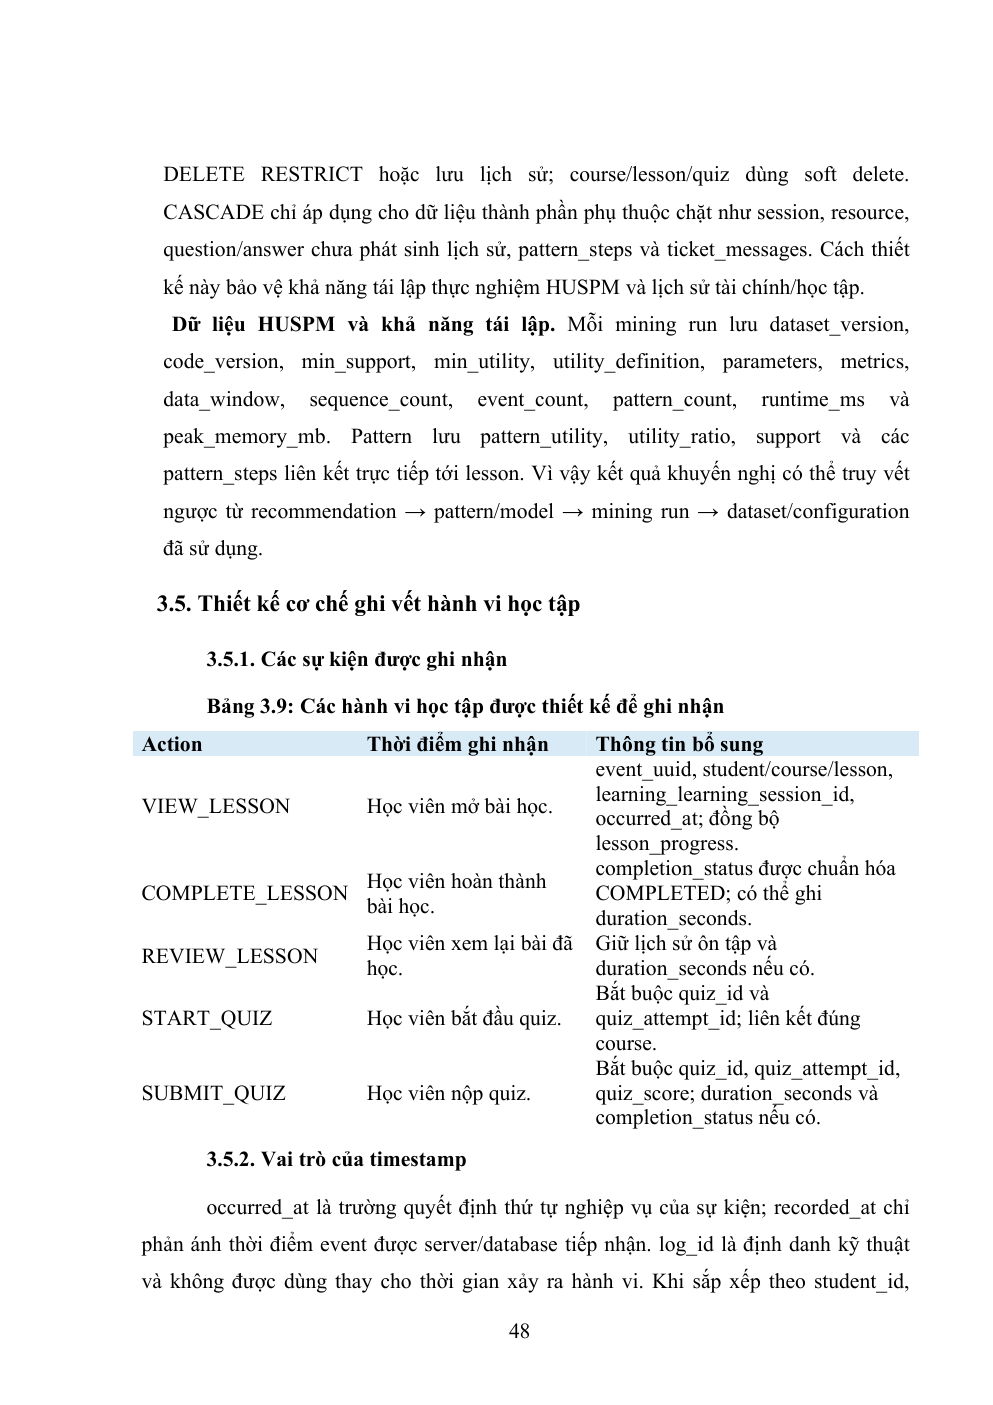 DELETE RESTRICT hoặc lưu lịch sử; course/lesson/quiz dùng soft delete.
CASCADE chỉ áp dụng cho dữ liệu thành phần phụ thuộc chặt như session, resource,
question/answer chưa phát sinh lịch sử, pattern_steps và ticket_messages. Cách thiết
kế này bảo vệ khả năng tái lập thực nghiệm HUSPM và lịch sử tài chính/học tập.
Dữ liệu HUSPM và khả năng tái lập. Mỗi mining run lưu dataset_version,
code_version, min_support, min_utility, utility_definition, parameters, metrics,
data_window, sequence_count, event_count, pattern_count, runtime_ms và
peak_memory_mb. Pattern lưu pattern_utility, utility_ratio, support và các
pattern_steps liên kết trực tiếp tới lesson. Vì vậy kết quả khuyến nghị có thể truy vết
ngược từ recommendation → pattern/model → mining run → dataset/configuration
đã sử dụng.
3.5. Thiết kế cơ chế ghi vết hành vi học tập
3.5.1. Các sự kiện được ghi nhận
Bảng 3.9: Các hành vi học tập được thiết kế để ghi nhận
Action Thời điểm ghi nhận Thông tin bổ sung
VIEW_LESSON Học viên mở bài học. event_uuid, student/course/lesson,
learning_learning_session_id,
occurred_at; đồng bộ
lesson_progress.
COMPLETE_LESSON Học viên hoàn thành
bài học. completion_status được chuẩn hóa
COMPLETED; có thể ghi
duration_seconds.
REVIEW_LESSON Học viên xem lại bài đã
học. Giữ lịch sử ôn tập và
duration_seconds nếu có.
START_QUIZ Học viên bắt đầu quiz. Bắt buộc quiz_id và
quiz_attempt_id; liên kết đúng
course.
SUBMIT_QUIZ Học viên nộp quiz. Bắt buộc quiz_id, quiz_attempt_id,
quiz_score; duration_seconds và
completion_status nếu có.
3.5.2. Vai trò của timestamp
occurred_at là trường quyết định thứ tự nghiệp vụ của sự kiện; recorded_at chỉ
phản ánh thời điểm event được server/database tiếp nhận. log_id là định danh kỹ thuật
và không được dùng thay cho thời gian xảy ra hành vi. Khi sắp xếp theo student_id,
48